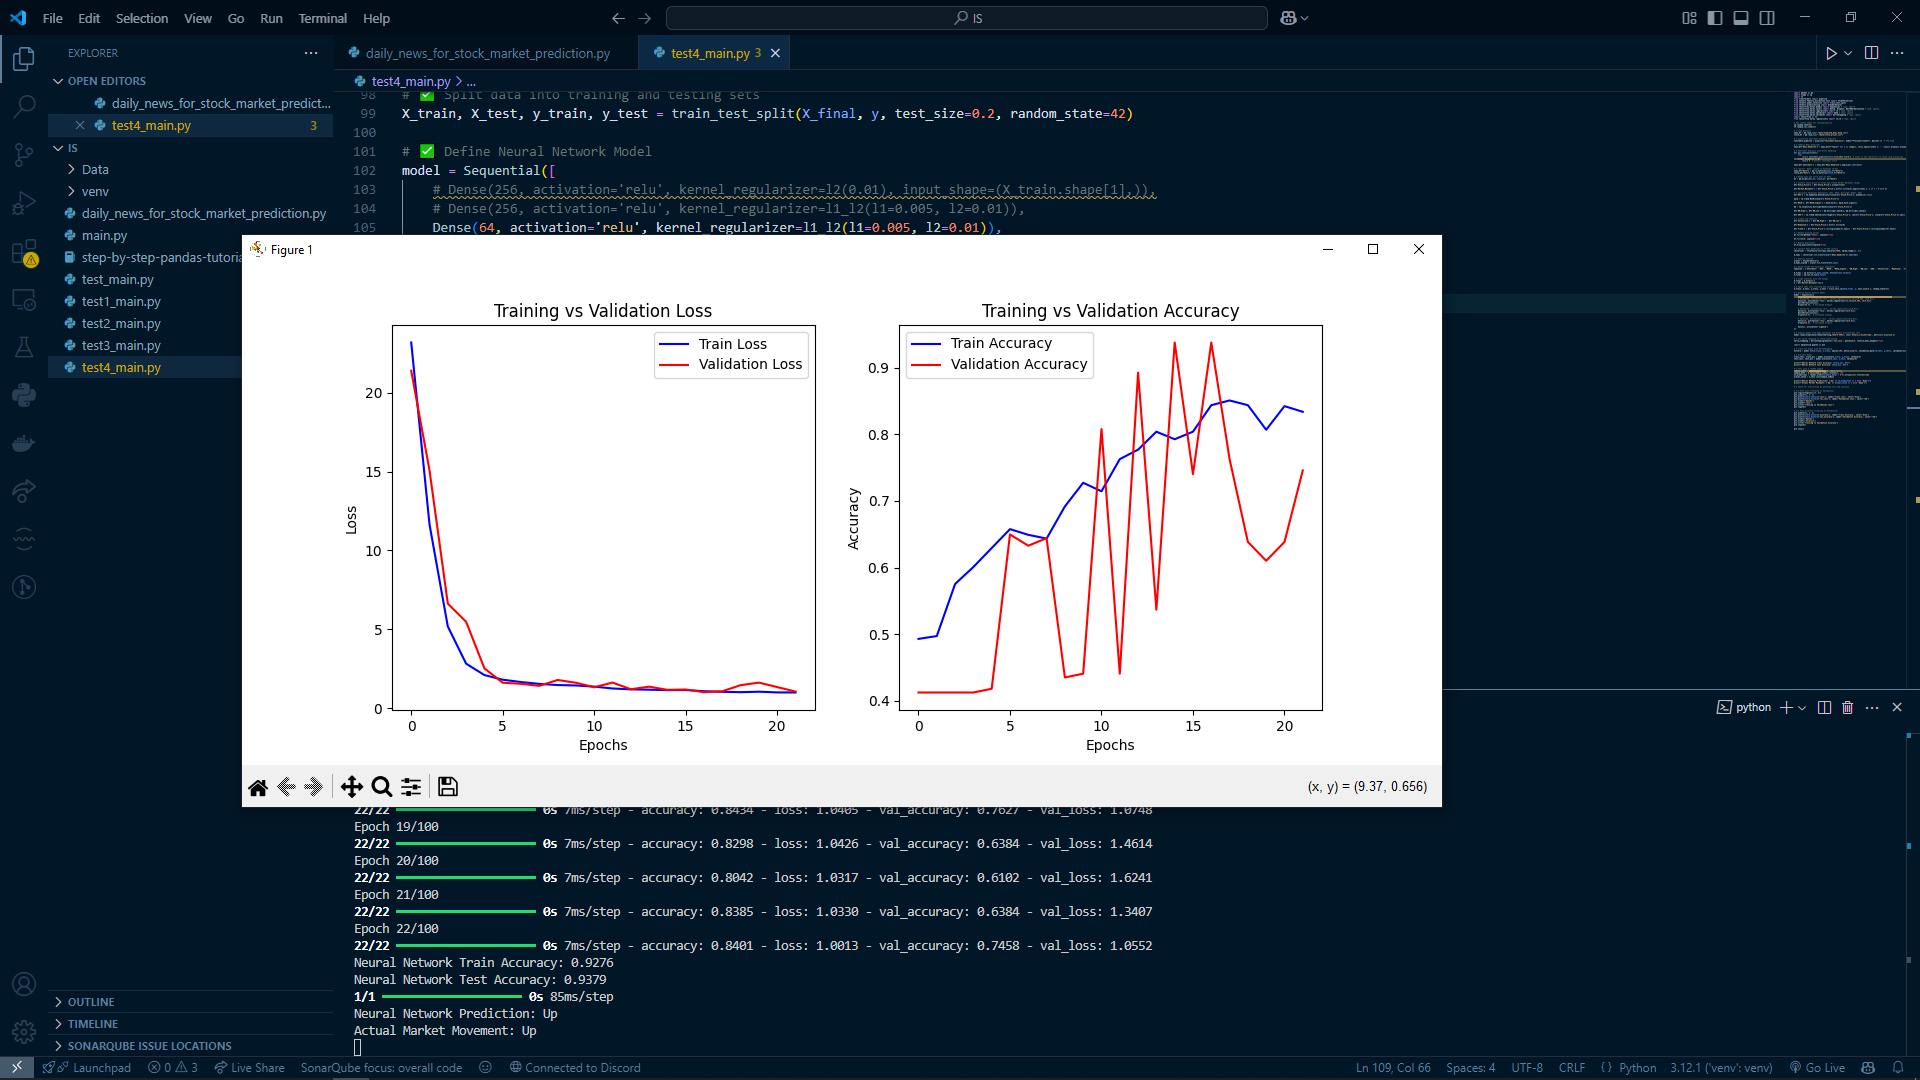 File Edit Selection View Go Run Terminal Help
IS
EXPLORER
OPEN EDITORS
daily_news_for_stock_market_predict...
test4_main.py 3
IS
Data
venv
daily_news_for_stock_market_prediction.py
main.py
step-by-step-pandas-tutoria
test_main.py
test1_main.py
test2_main.py
test3_main.py
test4_main.py
OUTLINE
TIMELINE
SONARQUBE ISSUE LOCATIONS
daily_news_for_stock_market_prediction.py
test4_main.py 3
test4_main.py > ...
98 # ✅ Split data into training and testing sets
99 X_train, X_test, y_train, y_test = train_test_split(X_final, y, test_size=0.2, random_state=42)
100
101 # ✅ Define Neural Network Model
102 model = Sequential([
103 # Dense(256, activation='relu', kernel_regularizer=l2(0.01), input_shape=(X_train.shape[1],)),
104 # Dense(256, activation='relu', kernel_regularizer=l1_l2(l1=0.005, l2=0.01)),
105 Dense(64, activation='relu', kernel_regularizer=l1_l2(l1=0.005, l2=0.01)),
Figure 1
Training vs Validation Loss
Train Loss
Validation Loss
Loss
20
15
10
5
0
0 5 10 15 20
Epochs
Training vs Validation Accuracy
Train Accuracy
Validation Accuracy
Accuracy
0.9
0.8
0.7
0.6
0.5
0.4
0 5 10 15 20
Epochs
(x, y) = (9.37, 0.656)
python
22/22 0s 7ms/step - accuracy: 0.8434 - loss: 1.0405 - val_accuracy: 0.7627 - val_loss: 1.0748
Epoch 19/100
22/22 0s 7ms/step - accuracy: 0.8298 - loss: 1.0426 - val_accuracy: 0.6384 - val_loss: 1.4614
Epoch 20/100
22/22 0s 7ms/step - accuracy: 0.8042 - loss: 1.0317 - val_accuracy: 0.6102 - val_loss: 1.6241
Epoch 21/100
22/22 0s 7ms/step - accuracy: 0.8385 - loss: 1.0330 - val_accuracy: 0.6384 - val_loss: 1.3407
Epoch 22/100
22/22 0s 7ms/step - accuracy: 0.8401 - loss: 1.0013 - val_accuracy: 0.7458 - val_loss: 1.0552
Neural Network Train Accuracy: 0.9276
Neural Network Test Accuracy: 0.9379
1/1 0s 85ms/step
Neural Network Prediction: Up
Actual Market Movement: Up
Launchpad 0 3 Live Share SonarQube focus: overall code Connected to Discord Ln 109, Col 66 Spaces: 4 UTF-8 CRLF {} Python 3.12.1 ('venv': venv) Go Live